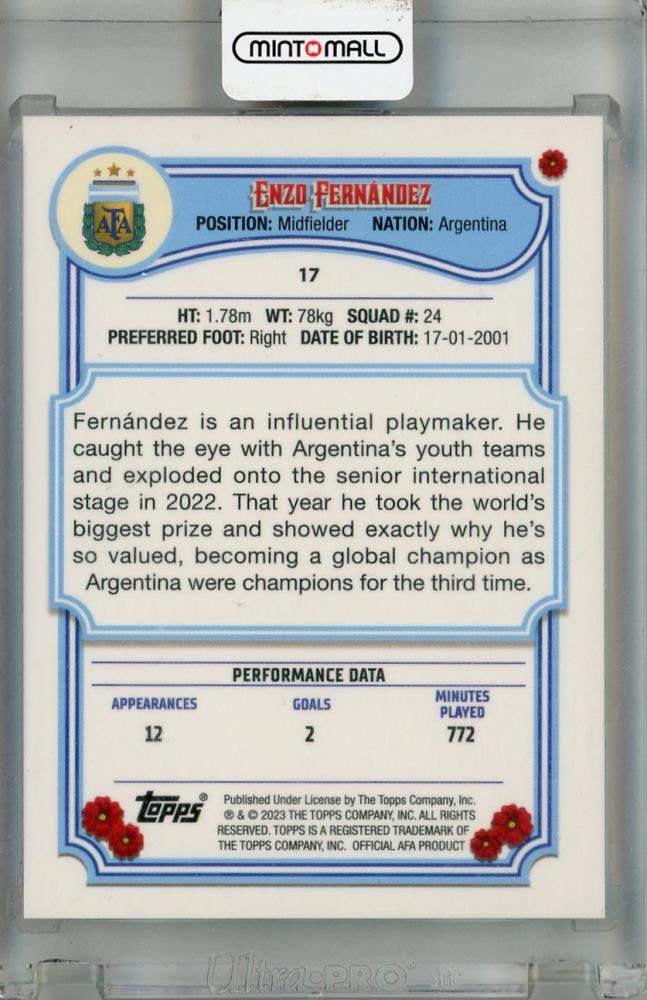 MINTMALL
AFA
ENZO FERNÁNDEZ
POSITION: Midfielder NATION: Argentina
17
HT: 1.78m WT: 78kg SQUAD #: 24
PREFERRED FOOT: Right DATE OF BIRTH: 17-01-2001
Fernández is an influential playmaker. He
caught the eye with Argentina's youth teams
and exploded onto the senior international
stage in 2022. That year he took the world's
biggest prize and showed exactly why he's
so valued, becoming a global champion as
Argentina were champions for the third time.
PERFORMANCE DATA
APPEARANCES GOALS MINUTES
PLAYED
12 2 772
topps®
Published Under License by The Topps Company, Inc.
® & © 2023 THE TOPPS COMPANY, INC. ALL RIGHTS
RESERVED. TOPPS IS A REGISTERED TRADEMARK OF
THE TOPPS COMPANY, INC. OFFICIAL AFA PRODUCT
Ultra•PRO®